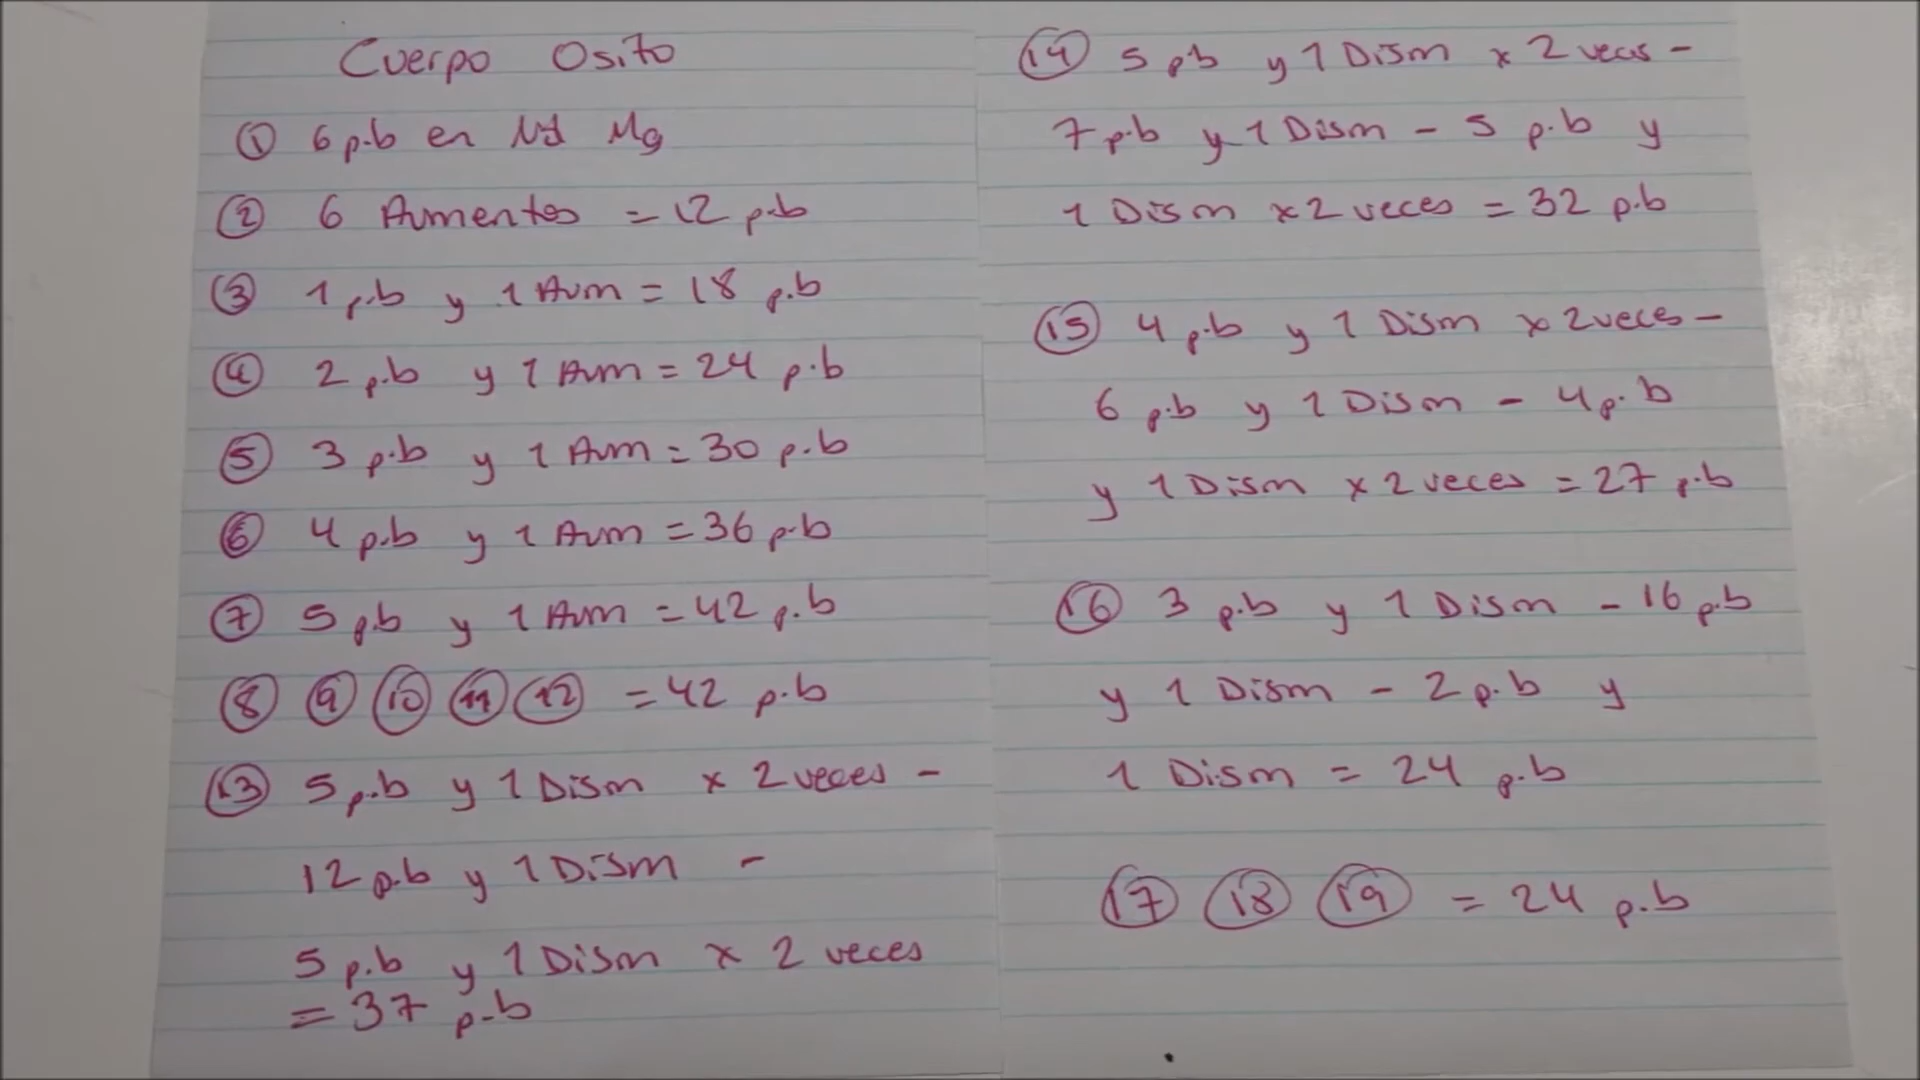 Cuerpo Osito
① 6 p.b en Nd Mg
② 6 Aumentos = 12 p.b
③ 1 p.b y 1 Aum = 18 p.b
④ 2 p.b y 1 Aum = 24 p.b
⑤ 3 p.b y 1 Aum = 30 p.b
⑥ 4 p.b y 1 Aum = 36 p.b
⑦ 5 p.b y 1 Aum = 42 p.b
⑧ ⑨ ⑩ ⑪ ⑫ = 42 p.b
⑬ 5 p.b y 1 Dism x 2 veces -
12 p.b y 1 Dism -
5 p.b y 1 Dism x 2 veces
= 37 p.b
⑭ 5 pb y 1 Dism x 2 veces -
7 p.b y 1 Dism - 5 p.b y
1 Dism x 2 veces = 32 p.b
⑮ 4 p.b y 1 Dism x 2 veces -
6 p.b y 1 Dism - 4 p.b
y 1 Dism x 2 veces = 27 p.b
⑯ 3 p.b y 1 Dism - 16 p.b
y 1 Dism - 2 p.b y
1 Dism = 24 p.b
⑰ ⑱ ⑲ = 24 p.b